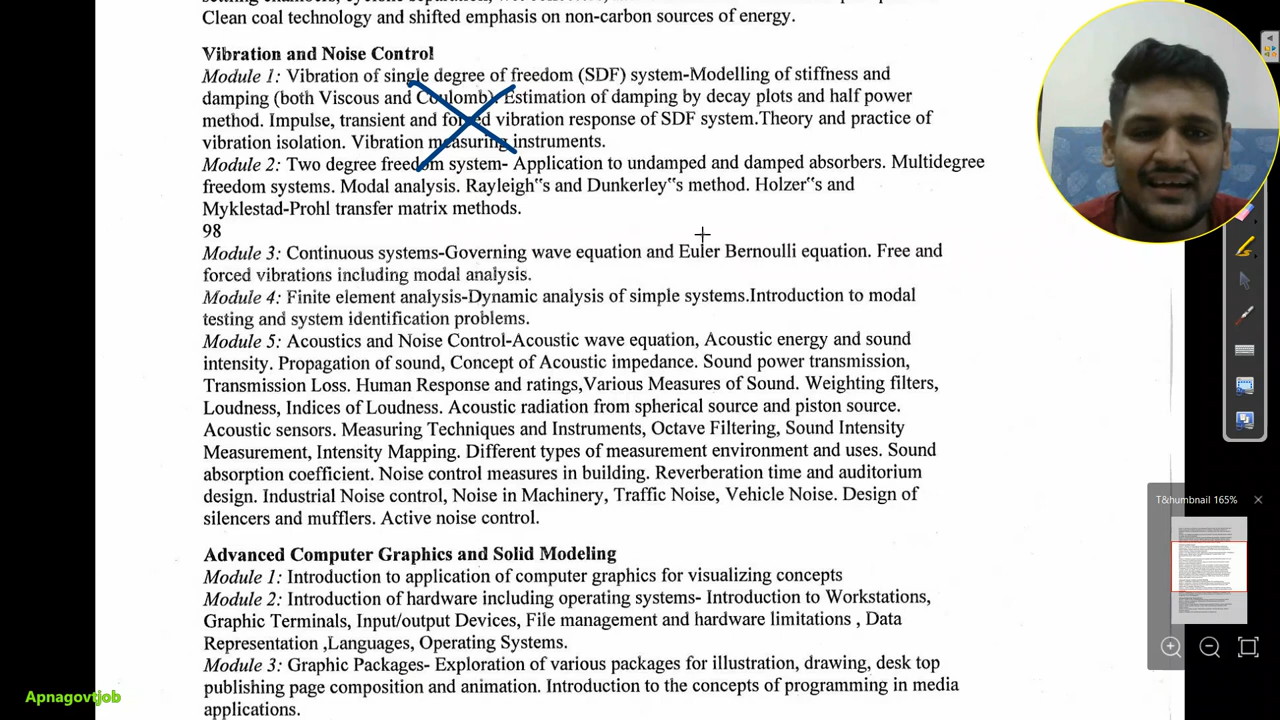 Clean coal technology and shifted emphasis on non-carbon sources of energy.
Vibration and Noise Control
Module 1: Vibration of single degree of freedom (SDF) system-Modelling of stiffness and
damping (both Viscous and Coulomb). Estimation of damping by decay plots and half power
method. Impulse, transient and forced vibration response of SDF system.Theory and practice of
vibration isolation. Vibration measuring instruments.
Module 2: Two degree freedom system- Application to undamped and damped absorbers. Multidegree
freedom systems. Modal analysis. Rayleigh"s and Dunkerley"s method. Holzer"s and
Myklestad-Prohl transfer matrix methods.
98
Module 3: Continuous systems-Governing wave equation and Euler Bernoulli equation. Free and
forced vibrations including modal analysis.
Module 4: Finite element analysis-Dynamic analysis of simple systems.Introduction to modal
testing and system identification problems.
Module 5: Acoustics and Noise Control-Acoustic wave equation, Acoustic energy and sound
intensity. Propagation of sound, Concept of Acoustic impedance. Sound power transmission,
Transmission Loss. Human Response and ratings,Various Measures of Sound. Weighting filters,
Loudness, Indices of Loudness. Acoustic radiation from spherical source and piston source.
Acoustic sensors. Measuring Techniques and Instruments, Octave Filtering, Sound Intensity
Measurement, Intensity Mapping. Different types of measurement environment and uses. Sound
absorption coefficient. Noise control measures in building. Reverberation time and auditorium
design. Industrial Noise control, Noise in Machinery, Traffic Noise, Vehicle Noise. Design of
silencers and mufflers. Active noise control.
Advanced Computer Graphics and Solid Modeling
Module 1: Introduction to application of computer graphics for visualizing concepts
Module 2: Introduction of Hardware including operating systems- Introduction to Workstations,
Graphic Terminals, Input/output Devices, File management and hardware limitations , Data
Representation ,Languages, Operating Systems.
Module 3: Graphic Packages- Exploration of various packages for illustration, drawing, desk top
publishing page composition and animation. Introduction to the concepts of programming in media
applications.
T&humbnail 165%
Apnagovtjob